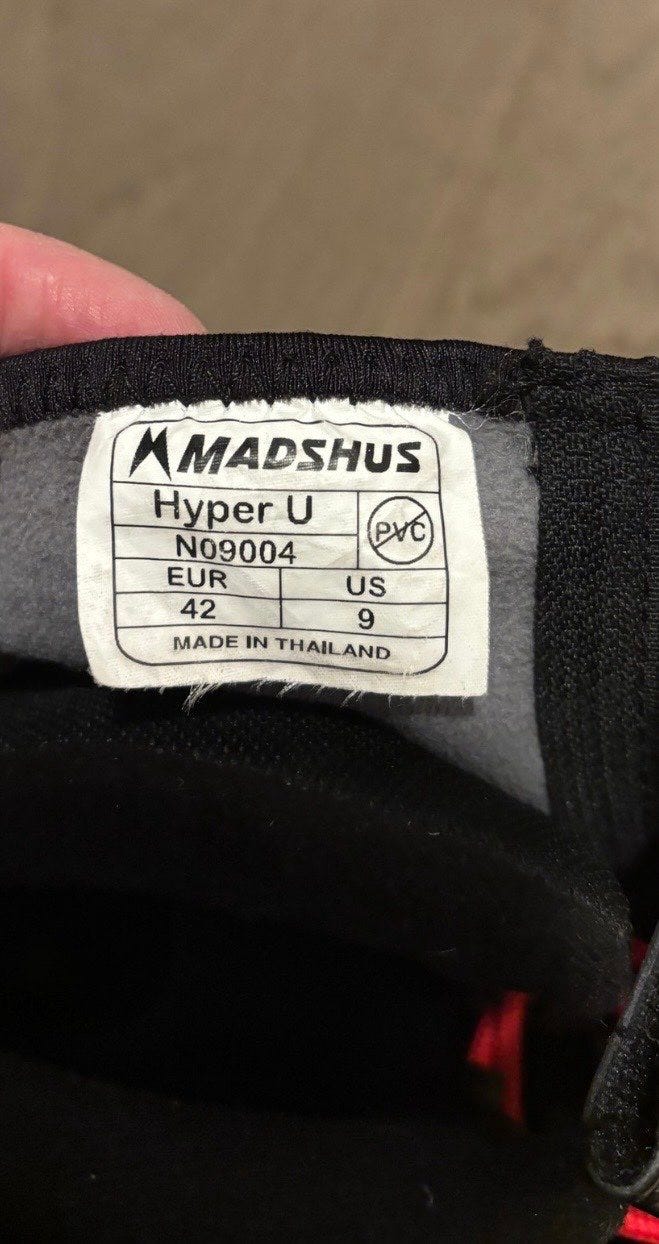 MADSHUS
Hyper U
PVC
N09004
EUR US
42 9
MADE IN THAILAND